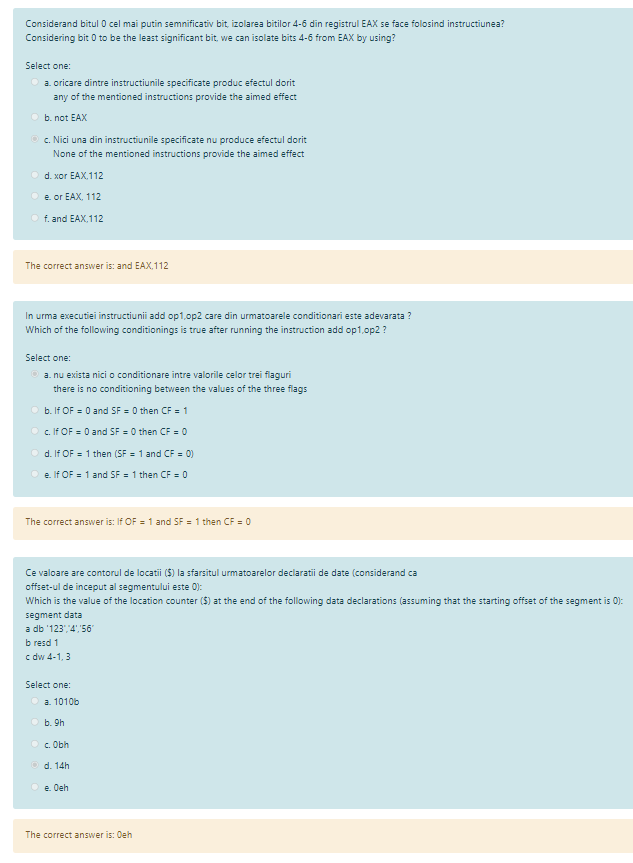 Considerand bitul 0 cel mai putin semnificativ bit, izolarea bitilor 4-6 din registrul EAX se face folosind instructiunea?
Considering bit 0 to be the least significant bit, we can isolate bits 4-6 from EAX by using?
Select one:
a. oricare dintre instructiunile specificate produc efectul dorit
any of the mentioned instructions provide the aimed effect
b. not EAX
c. Nici una din instructiunile specificate nu produce efectul dorit
None of the mentioned instructions provide the aimed effect
d. xor EAX,112
e. or EAX, 112
f. and EAX,112
The correct answer is: and EAX,112
In urma executiei instructiunii add op1,op2 care din urmatoarele conditionari este adevarata ?
Which of the following conditionings is true after running the instruction add op1,op2 ?
Select one:
a. nu exista nici o conditionare intre valorile celor trei flaguri
there is no conditioning between the values of the three flags
b. If OF = 0 and SF = 0 then CF = 1
c. If OF = 0 and SF = 0 then CF = 0
d. If OF = 1 then (SF = 1 and CF = 0)
e. If OF = 1 and SF = 1 then CF = 0
The correct answer is: If OF = 1 and SF = 1 then CF = 0
Ce valoare are contorul de locatii ($) la sfarsitul urmatoarelor declaratii de date (considerand ca
offset-ul de inceput al segmentului este 0):
Which is the value of the location counter ($) at the end of the following data declarations (assuming that the starting offset of the segment is 0):
segment data
a db '123','4','56'
b resd 1
c dw 4-1, 3
Select one:
a. 1010b
b. 9h
c. 0bh
d. 14h
e. 0eh
The correct answer is: 0eh